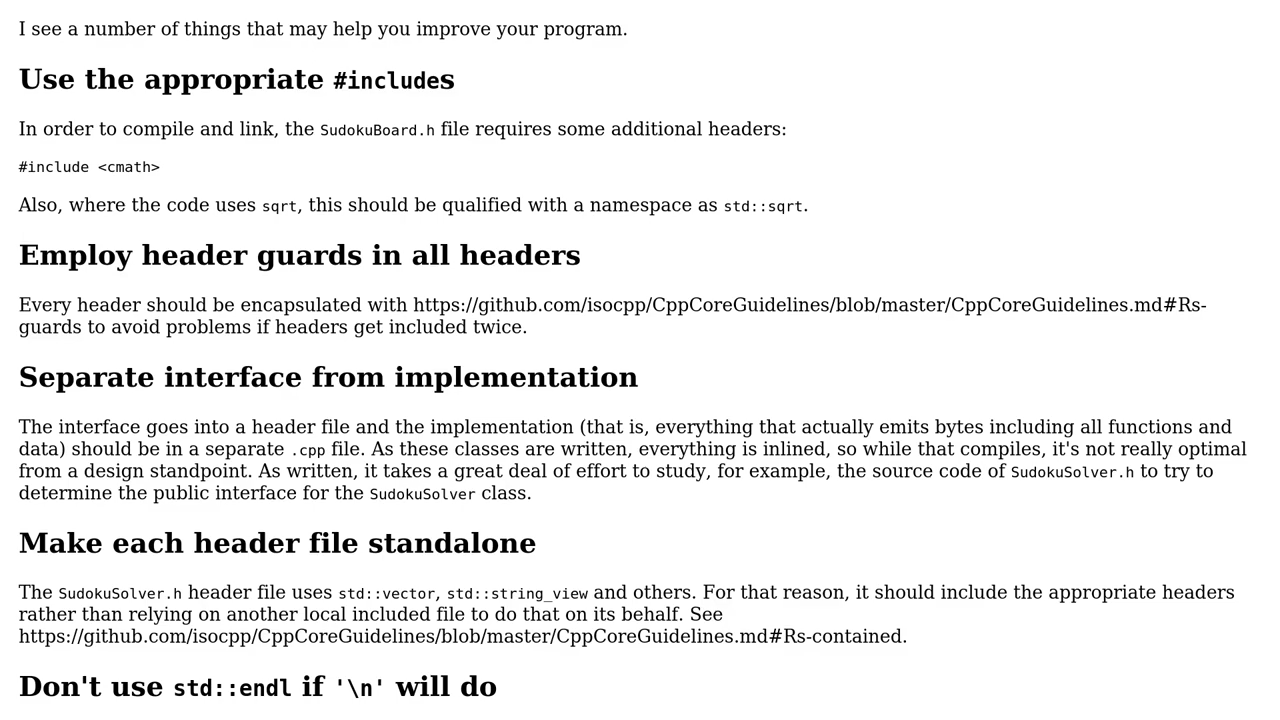 I see a number of things that may help you improve your program.
Use the appropriate #includes
In order to compile and link, the SudokuBoard.h file requires some additional headers:
#include <cmath>
Also, where the code uses sqrt, this should be qualified with a namespace as std::sqrt.
Employ header guards in all headers
Every header should be encapsulated with https://github.com/isocpp/CppCoreGuidelines/blob/master/CppCoreGuidelines.md#Rs-
guards to avoid problems if headers get included twice.
Separate interface from implementation
The interface goes into a header file and the implementation (that is, everything that actually emits bytes including all functions and
data) should be in a separate .cpp file. As these classes are written, everything is inlined, so while that compiles, it's not really optimal
from a design standpoint. As written, it takes a great deal of effort to study, for example, the source code of SudokuSolver.h to try to
determine the public interface for the SudokuSolver class.
Make each header file standalone
The SudokuSolver.h header file uses std::vector, std::string_view and others. For that reason, it should include the appropriate headers
rather than relying on another local included file to do that on its behalf. See
https://github.com/isocpp/CppCoreGuidelines/blob/master/CppCoreGuidelines.md#Rs-contained.
Don't use std::endl if '\n' will do